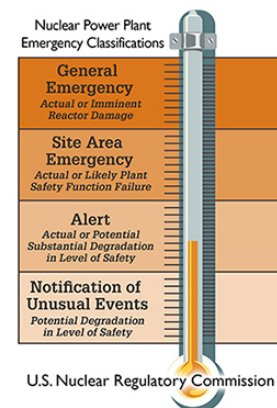 Nuclear Power Plant
Emergency Classifications
General
Emergency
Actual or Imminent
Reactor Damage
Site Area
Emergency
Actual or Likely Plant
Safety Function Failure
Alert
Actual or Potential
Substantial Degradation
in Level of Safety
Notification of
Unusual Events
Potential Degradation
in Level of Safety
U.S. Nuclear Regulatory Commission